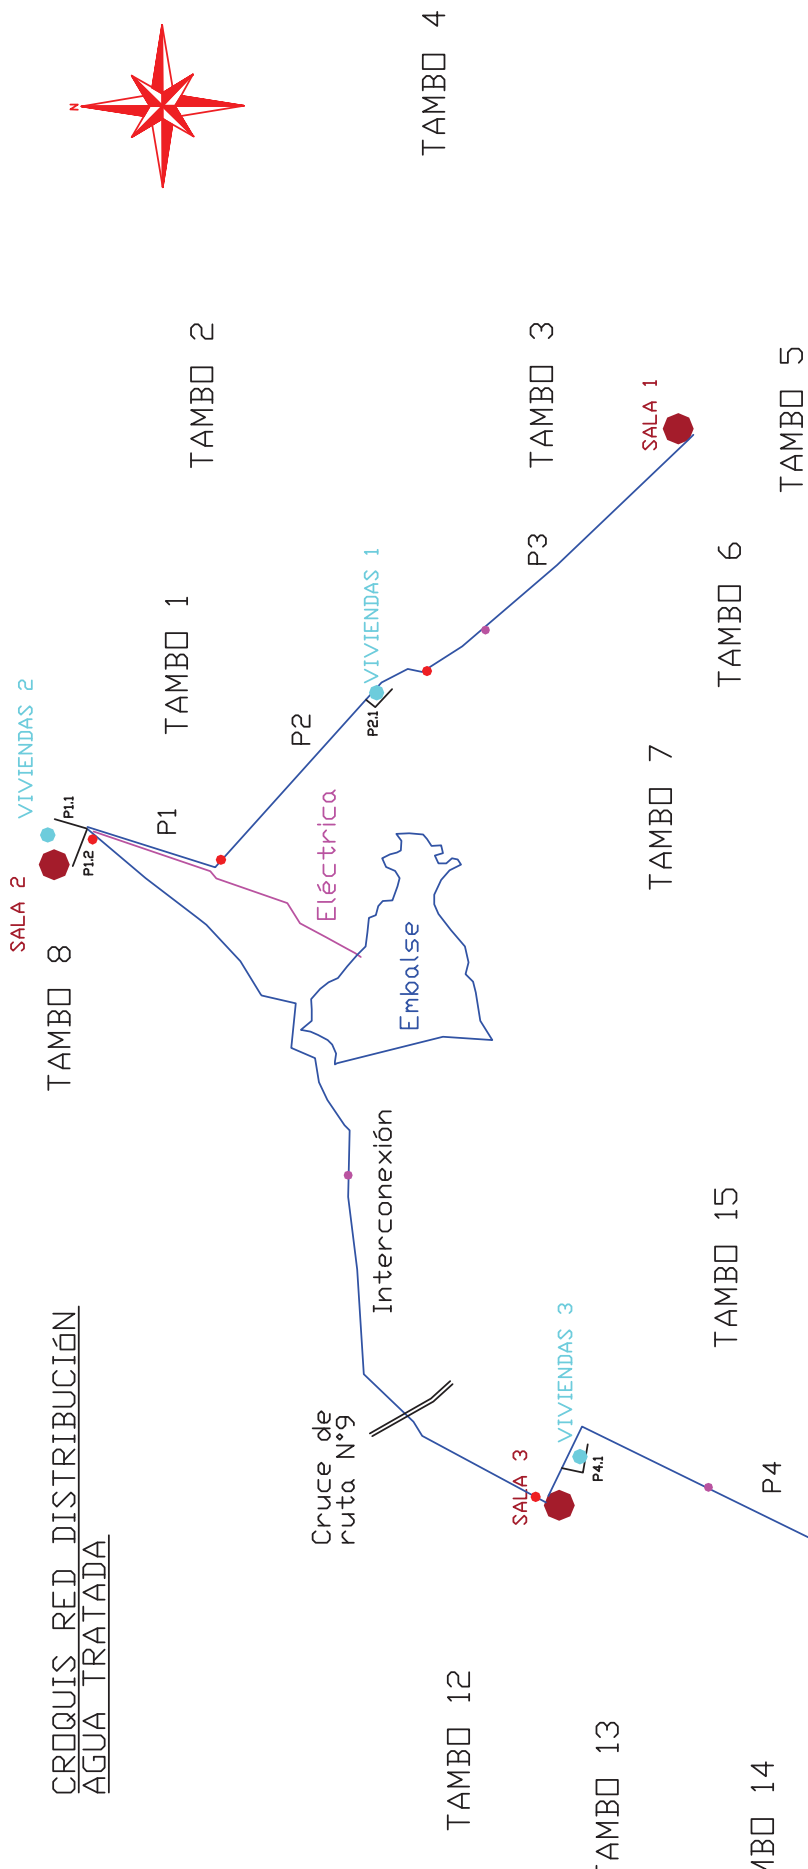 CROQUIS RED DISTRIBUCIóN
AGUA TRATADA
SALA 2
VIVIENDAS 2
TAMBO 8
P1.1
P1.2
N
P1
TAMBO 1
TAMBO 2
P2
Cruce de
ruta N°9
Eléctrica
VIVIENDAS 1
P2.1
Interconexión
Embalse
TAMBO 4
TAMBO 12
SALA 3
P3
TAMBO 3
VIVIENDAS 3
P4.1
TAMBO 13
SALA 1
TAMBO 7
TAMBO 15
TAMBO 6
MBO 14
P4
TAMBO 5